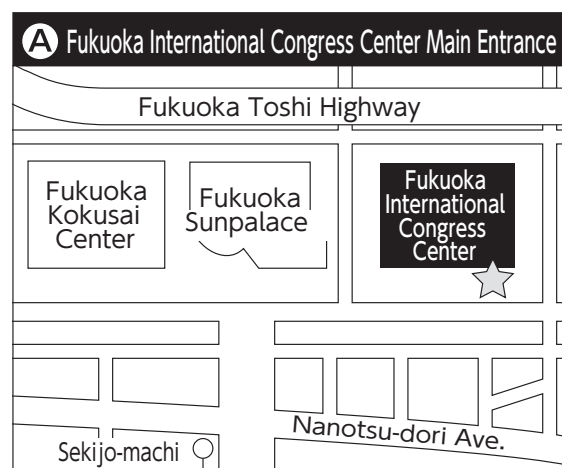 A Fukuoka International Congress Center Main Entrance
Fukuoka Toshi Highway
Fukuoka
Kokusai
Center
Fukuoka
Sunpalace
Fukuoka
International
Congress
Center
Nanotsu-dori Ave.
Sekijo-machi